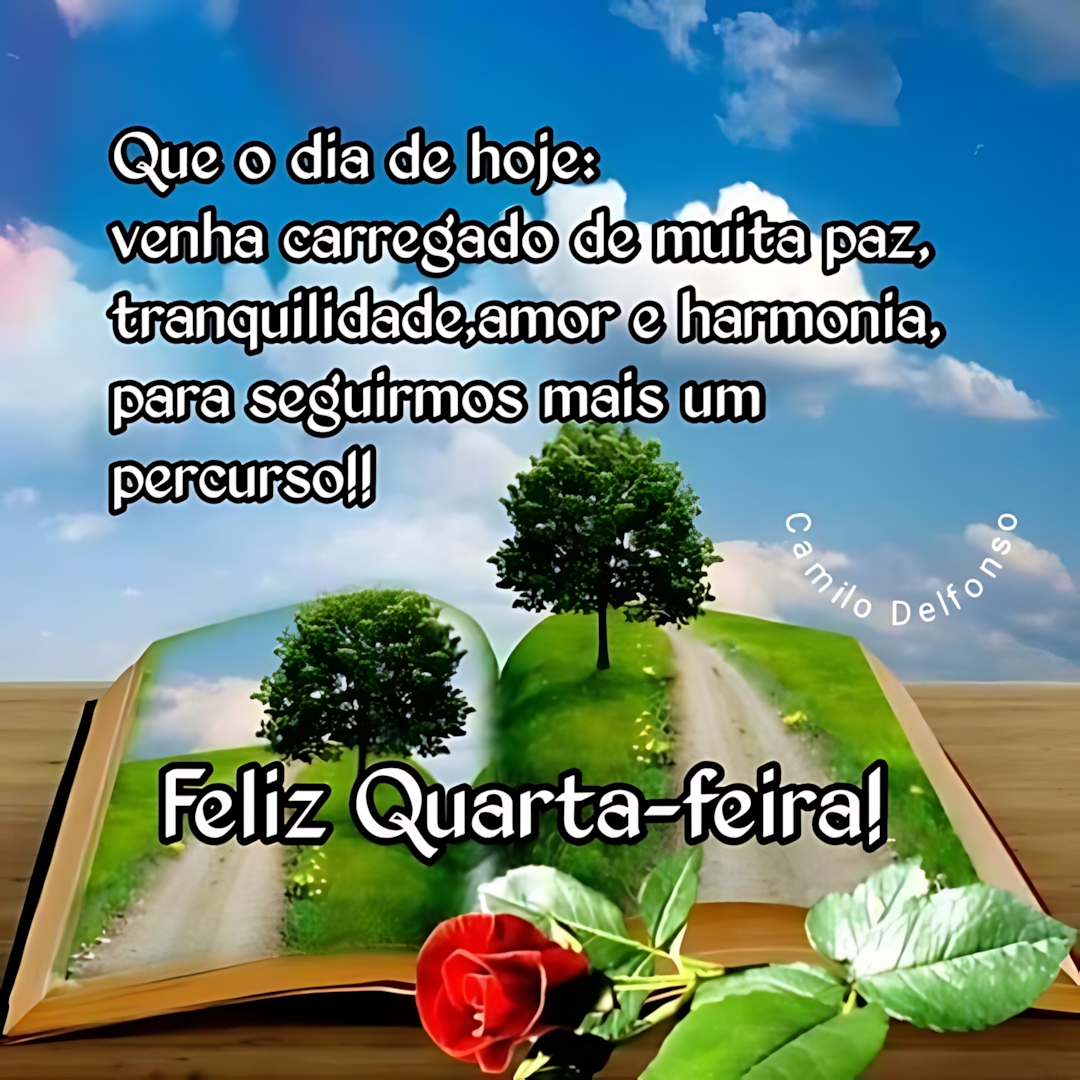 Que o dia de hoje:
venha carregado de muita paz,
tranquilidade,amor e harmonia,
para seguirmos mais um
percurso!!
Camilo Delfonso
Feliz Quarta-feira!